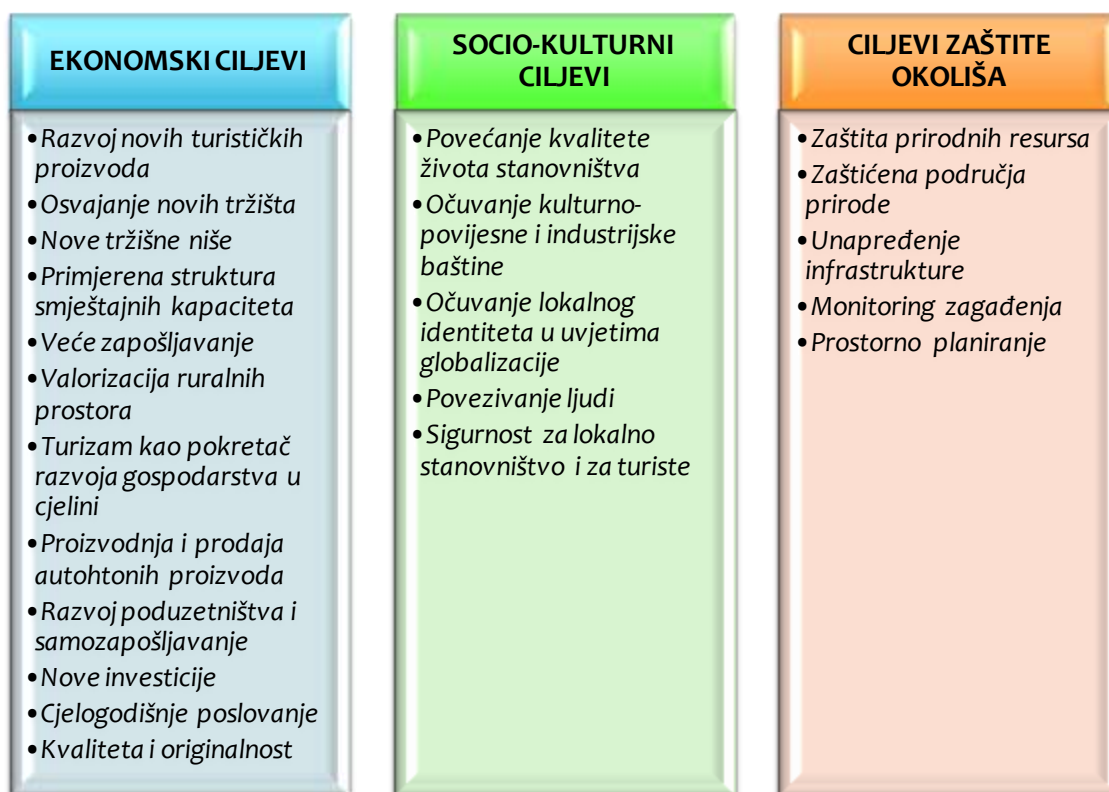 EKONOMSKI CILJEVI
•Razvoj novih turističkih
proizvoda
•Osvajanje novih tržišta
•Nove tržišne niše
•Primjerena struktura
smještajnih kapaciteta
•Veće zapošljavanje
•Valorizacija ruralnih
prostora
•Turizam kao pokretač
razvoja gospodarstva u
cjelini
•Proizvodnja i prodaja
autohtonih proizvoda
•Razvoj poduzetništva i
samozapošljavanje
•Nove investicije
•Cjelogodišnje poslovanje
•Kvaliteta i originalnost
SOCIO-KULTURNI
CILJEVI
•Povećanje kvalitete
života stanovništva
•Očuvanje kulturno-
povijesne i industrijske
baštine
•Očuvanje lokalnog
identiteta u uvjetima
globalizacije
•Povezivanje ljudi
•Sigurnost za lokalno
stanovništvo i za turiste
CILJEVI ZAŠTITE
OKOLIŠA
•Zaštita prirodnih resursa
•Zaštićena područja
prirode
•Unapređenje
infrastrukture
•Monitoring zagađenja
•Prostorno planiranje